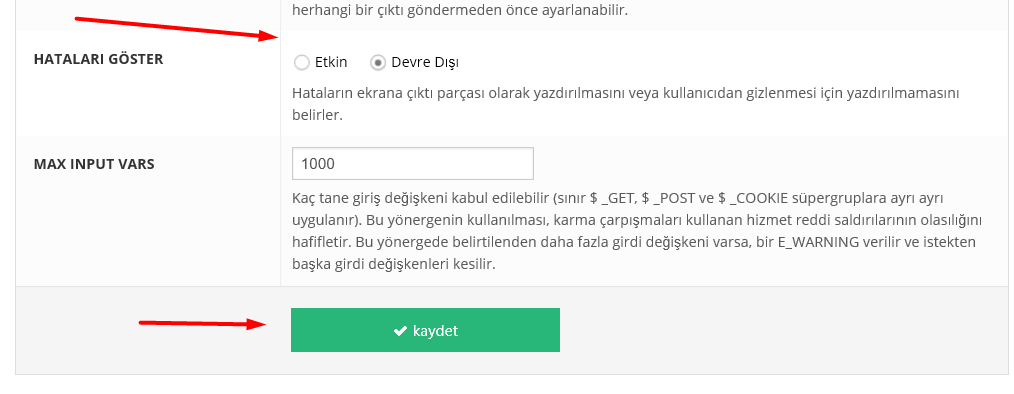 herhangi bir çıktı göndermeden önce ayarlanabilir.
HATALARI GÖSTER
Etkin Devre Dışı
Hataların ekrana çıktı parçası olarak yazdırılmasını veya kullanıcıdan gizlenmesi için yazdırılmamasını
belirler.
MAX INPUT VARS
1000
Kaç tane giriş değişkeni kabul edilebilir (sınır $ _GET, $ _POST ve $ _COOKIE süpergruplara ayrı ayrı
uygulanır). Bu yönergenin kullanılması, karma çarpışmaları kullanan hizmet reddi saldırılarının olasılığını
hafifletir. Bu yönergede belirtilenden daha fazla girdi değişkeni varsa, bir E_WARNING verilir ve istekten
başka girdi değişkenleri kesilir.
kaydet